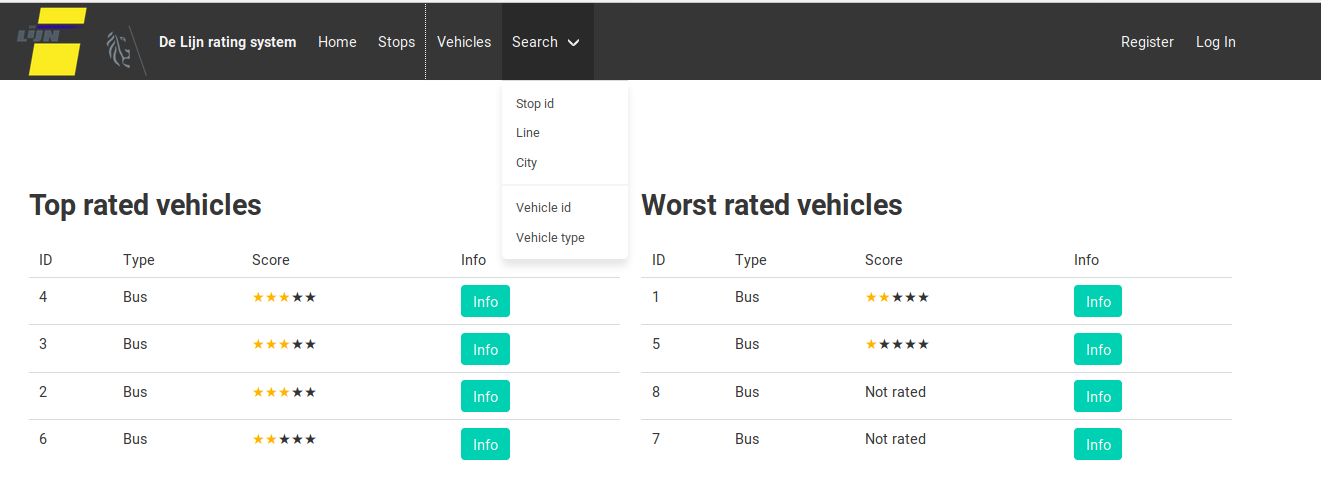 LIJN
De Lijn rating system Home Stops Vehicles Search Register Log In
Stop id
Line
City
Vehicle id
Vehicle type
Top rated vehicles
ID Type Score Info
4 Bus ★★★★★ Info
3 Bus ★★★★★ Info
2 Bus ★★★★★ Info
6 Bus ★★★★★ Info
Worst rated vehicles
ID Type Score Info
1 Bus ★★★★★ Info
5 Bus ★★★★★ Info
8 Bus Not rated Info
7 Bus Not rated Info